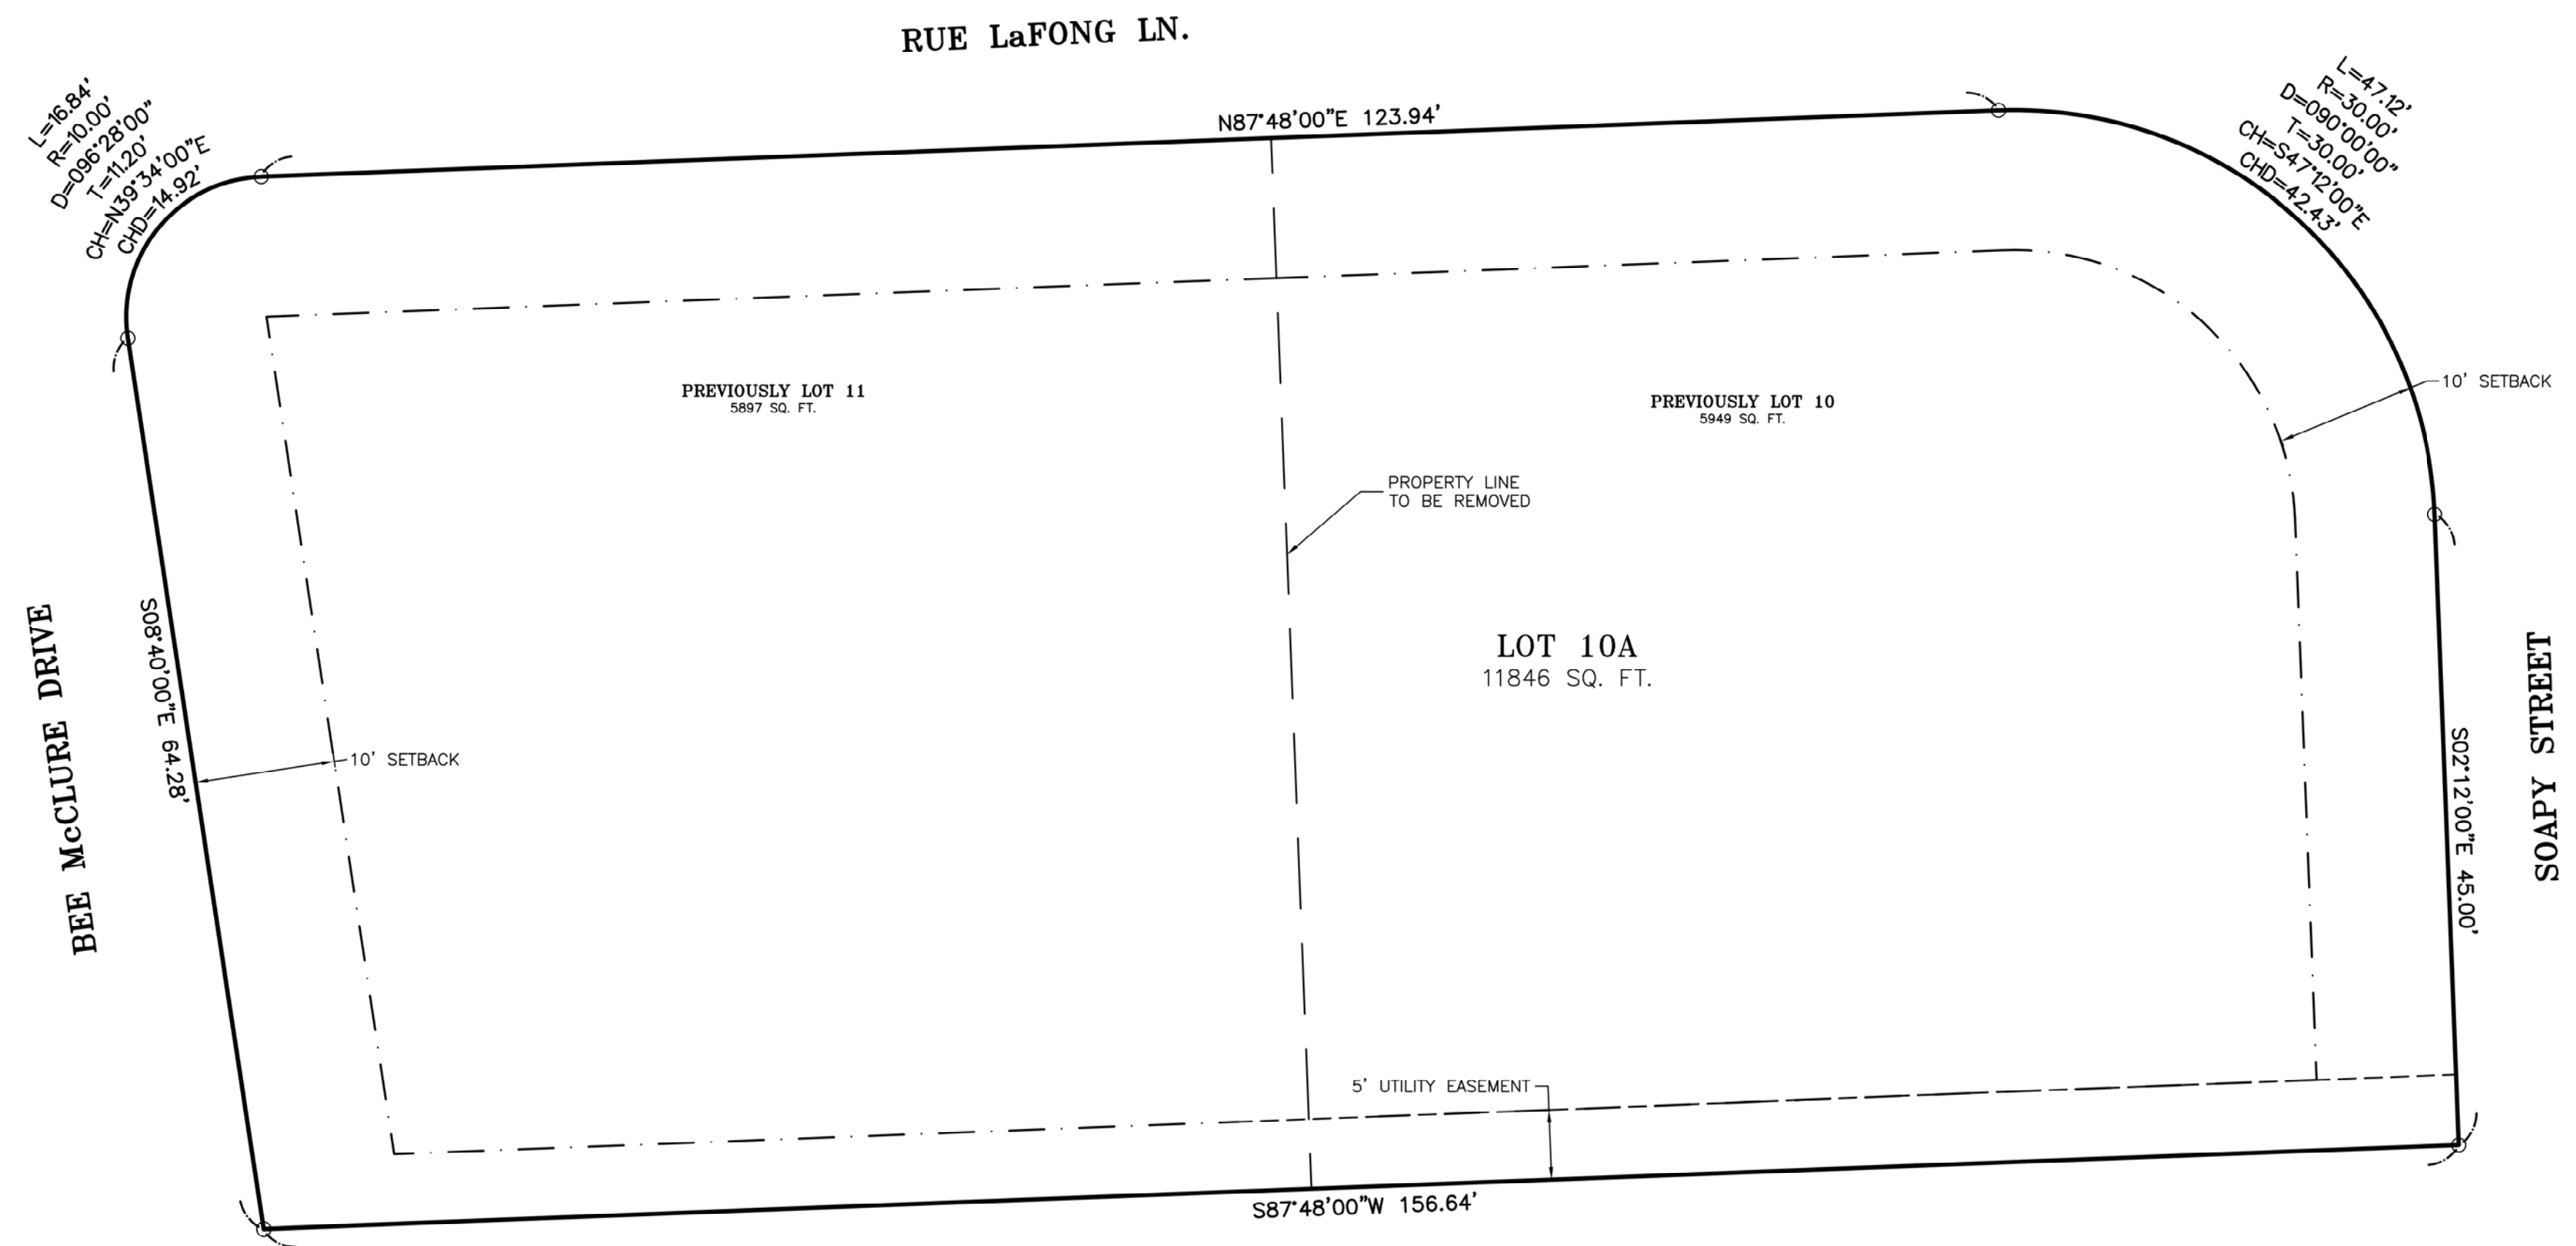 RUE LaFONG LN.
L=16.84'
R=10.00'
D=096°28'00"
T=11.20'
CH=N39°34'00"E
CHD=14.92'
N87°48'00"E 123.94'
L=47.12'
R=30.00'
D=090°00'00"
T=30.00'
CH=S47°12'00"E
CHD=42.43'
PREVIOUSLY LOT 11
5897 SQ. FT.
PREVIOUSLY LOT 10
5949 SQ. FT.
10' SETBACK
PROPERTY LINE
TO BE REMOVED
LOT 10A
11846 SQ. FT.
BEE McCLURE DRIVE
S08°40'00"E 64.28'
10' SETBACK
S02°12'00"E 45.00'
SOAPY STREET
5' UTILITY EASEMENT
S87°48'00"W 156.64'